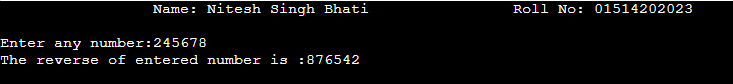 Name: Nitesh Singh Bhati Roll No: 01514202023
Enter any number:245678
The reverse of entered number is :876542